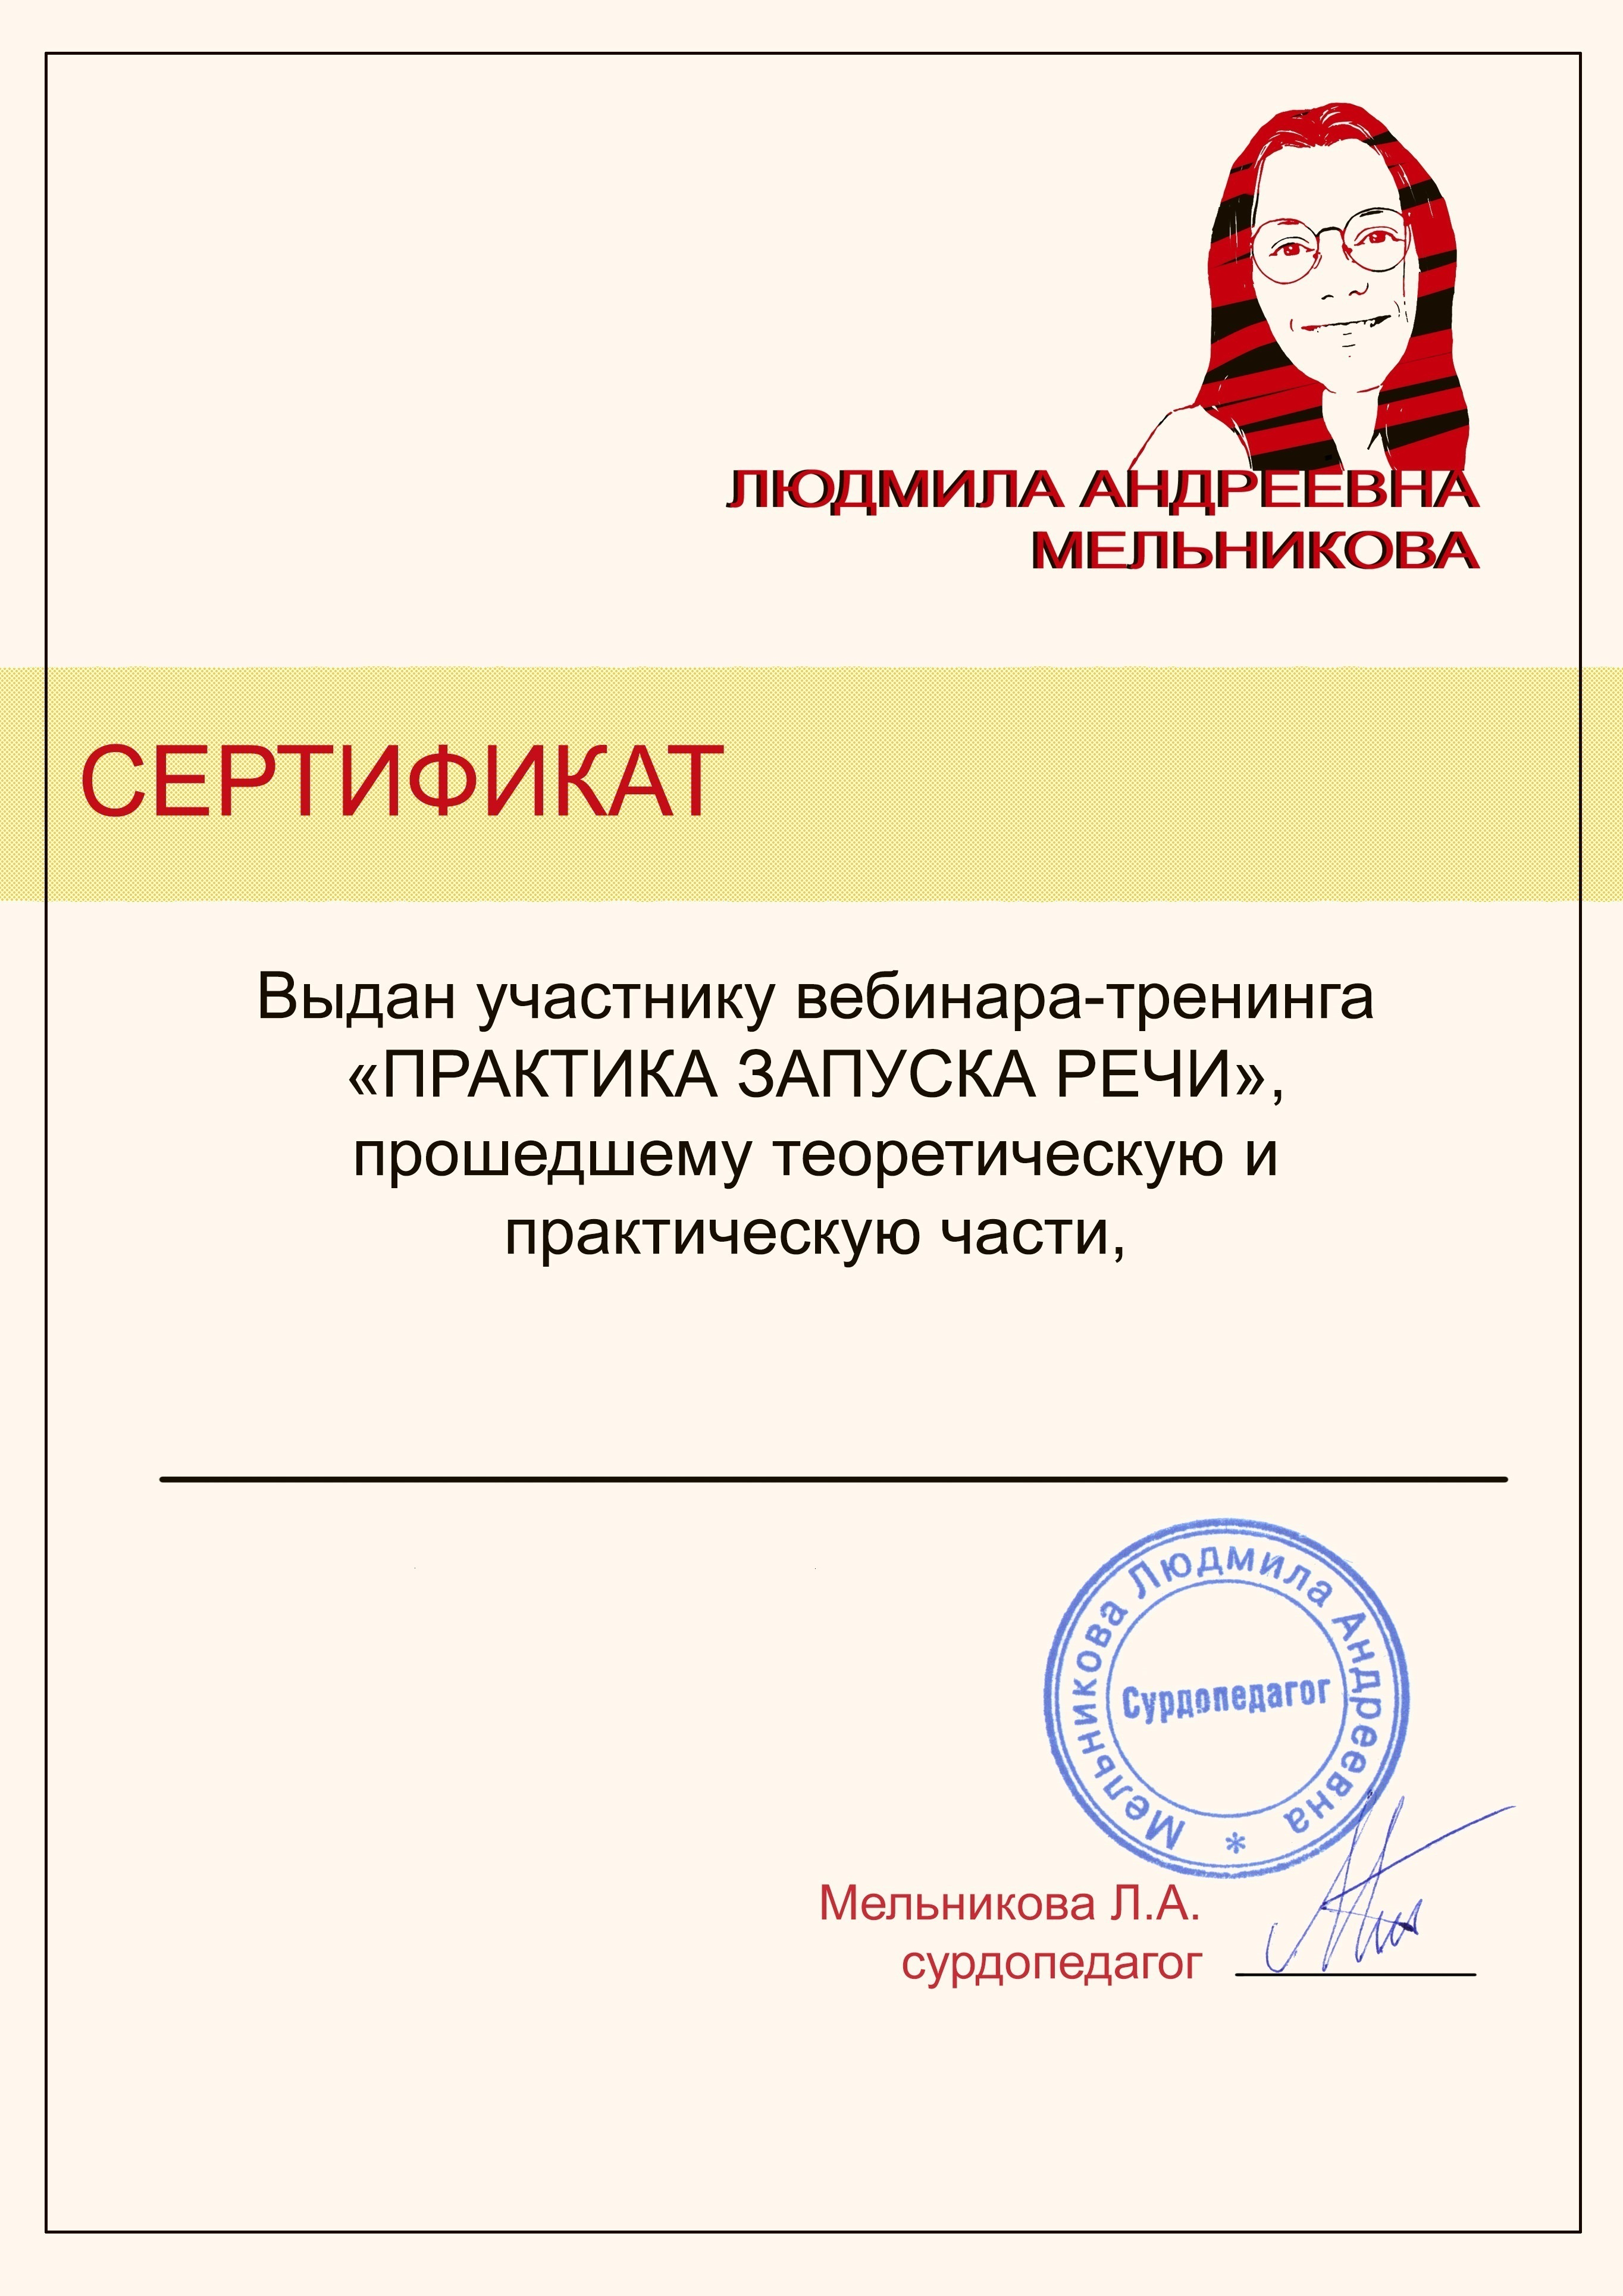 ЛЮДМИЛА АНДРЕЕВНА
МЕЛЬНИКОВА
СЕРТИФИКАТ
Выдан участнику вебинара-тренинга
«ПРАКТИКА ЗАПУСКА РЕЧИ»,
прошедшему теоретическую и
практическую части,
Мельникова Людмила Андреевна *
Сурдопедагог
Мельникова Л.А.
сурдопедагог